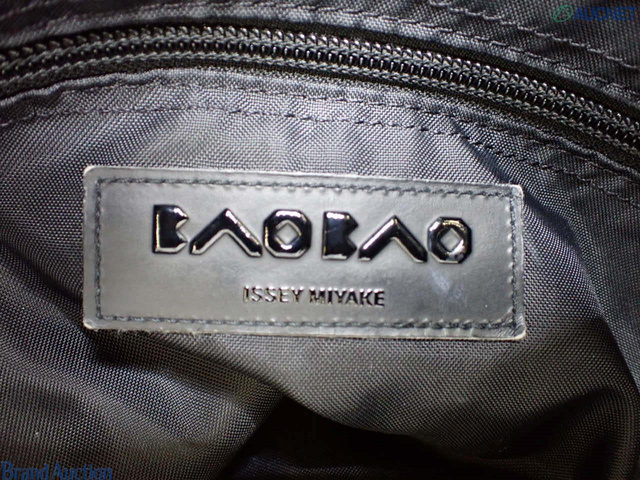 BAOBAO
ISSEY MIYAKE
Brand Auction